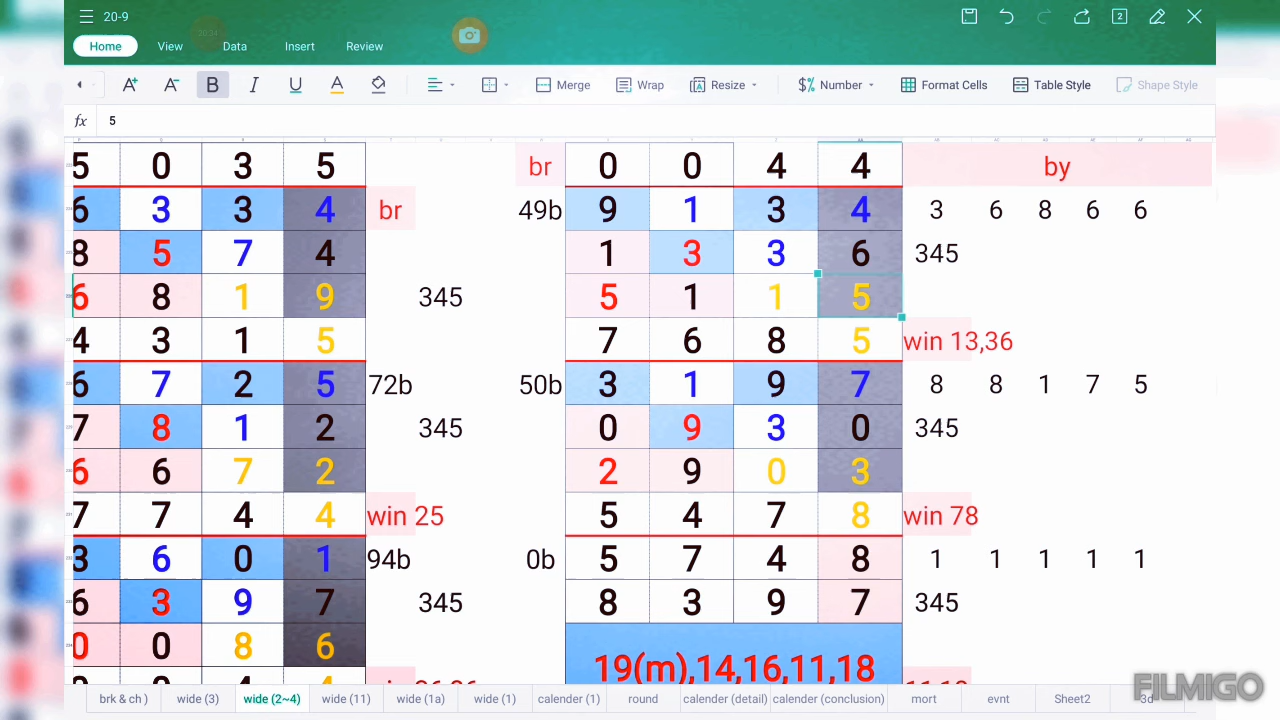 20-9
2
Home View Data Insert Review
A+ A- B I U A Merge Wrap Resize $% Number Format Cells Table Style Shape Style
fx 5
5 0 3 5 br 0 0 4 4 by
6 3 3 4 br 49b 9 1 3 4 3 6 8 6 6
8 5 7 4 1 3 3 6 345
6 8 1 9 345 5 1 1 5
4 3 1 5 7 6 8 5 win 13,36
6 7 2 5 72b 50b 3 1 9 7 8 8 1 7 5
7 8 1 2 345 0 9 3 0 345
6 6 7 2 2 9 0 3
7 7 4 4 win 25 5 4 7 8 win 78
3 6 0 1 94b 0b 5 7 4 8 1 1 1 1 1
6 3 9 7 345 8 3 9 7 345
0 0 8 6 19(m),14,16,11,18
brk & ch ) wide (3) wide (2~4) wide (11) wide (1a) wide (1) calender (1) round calender (detail) calender (conclusion) mort evnt Sheet2 3d
FILMIGO